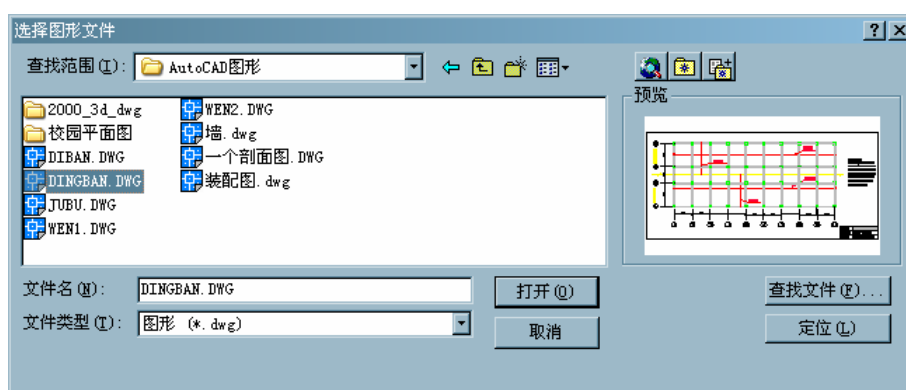 选择图形文件
查找范围(I): AutoCAD图形
预览
2000_3d_dwg WEN2.DWG
校园平面图 墙.dwg
DIBAN.DWG 一个剖面图.DWG
DINGBAN.DWG 装配图.dwg
JUBU.DWG
WEN1.DWG
文件名(N): DINGBAN.DWG 打开(O) 查找文件(F)...
文件类型(T): 图形 (*.dwg) 取消 定位(L)